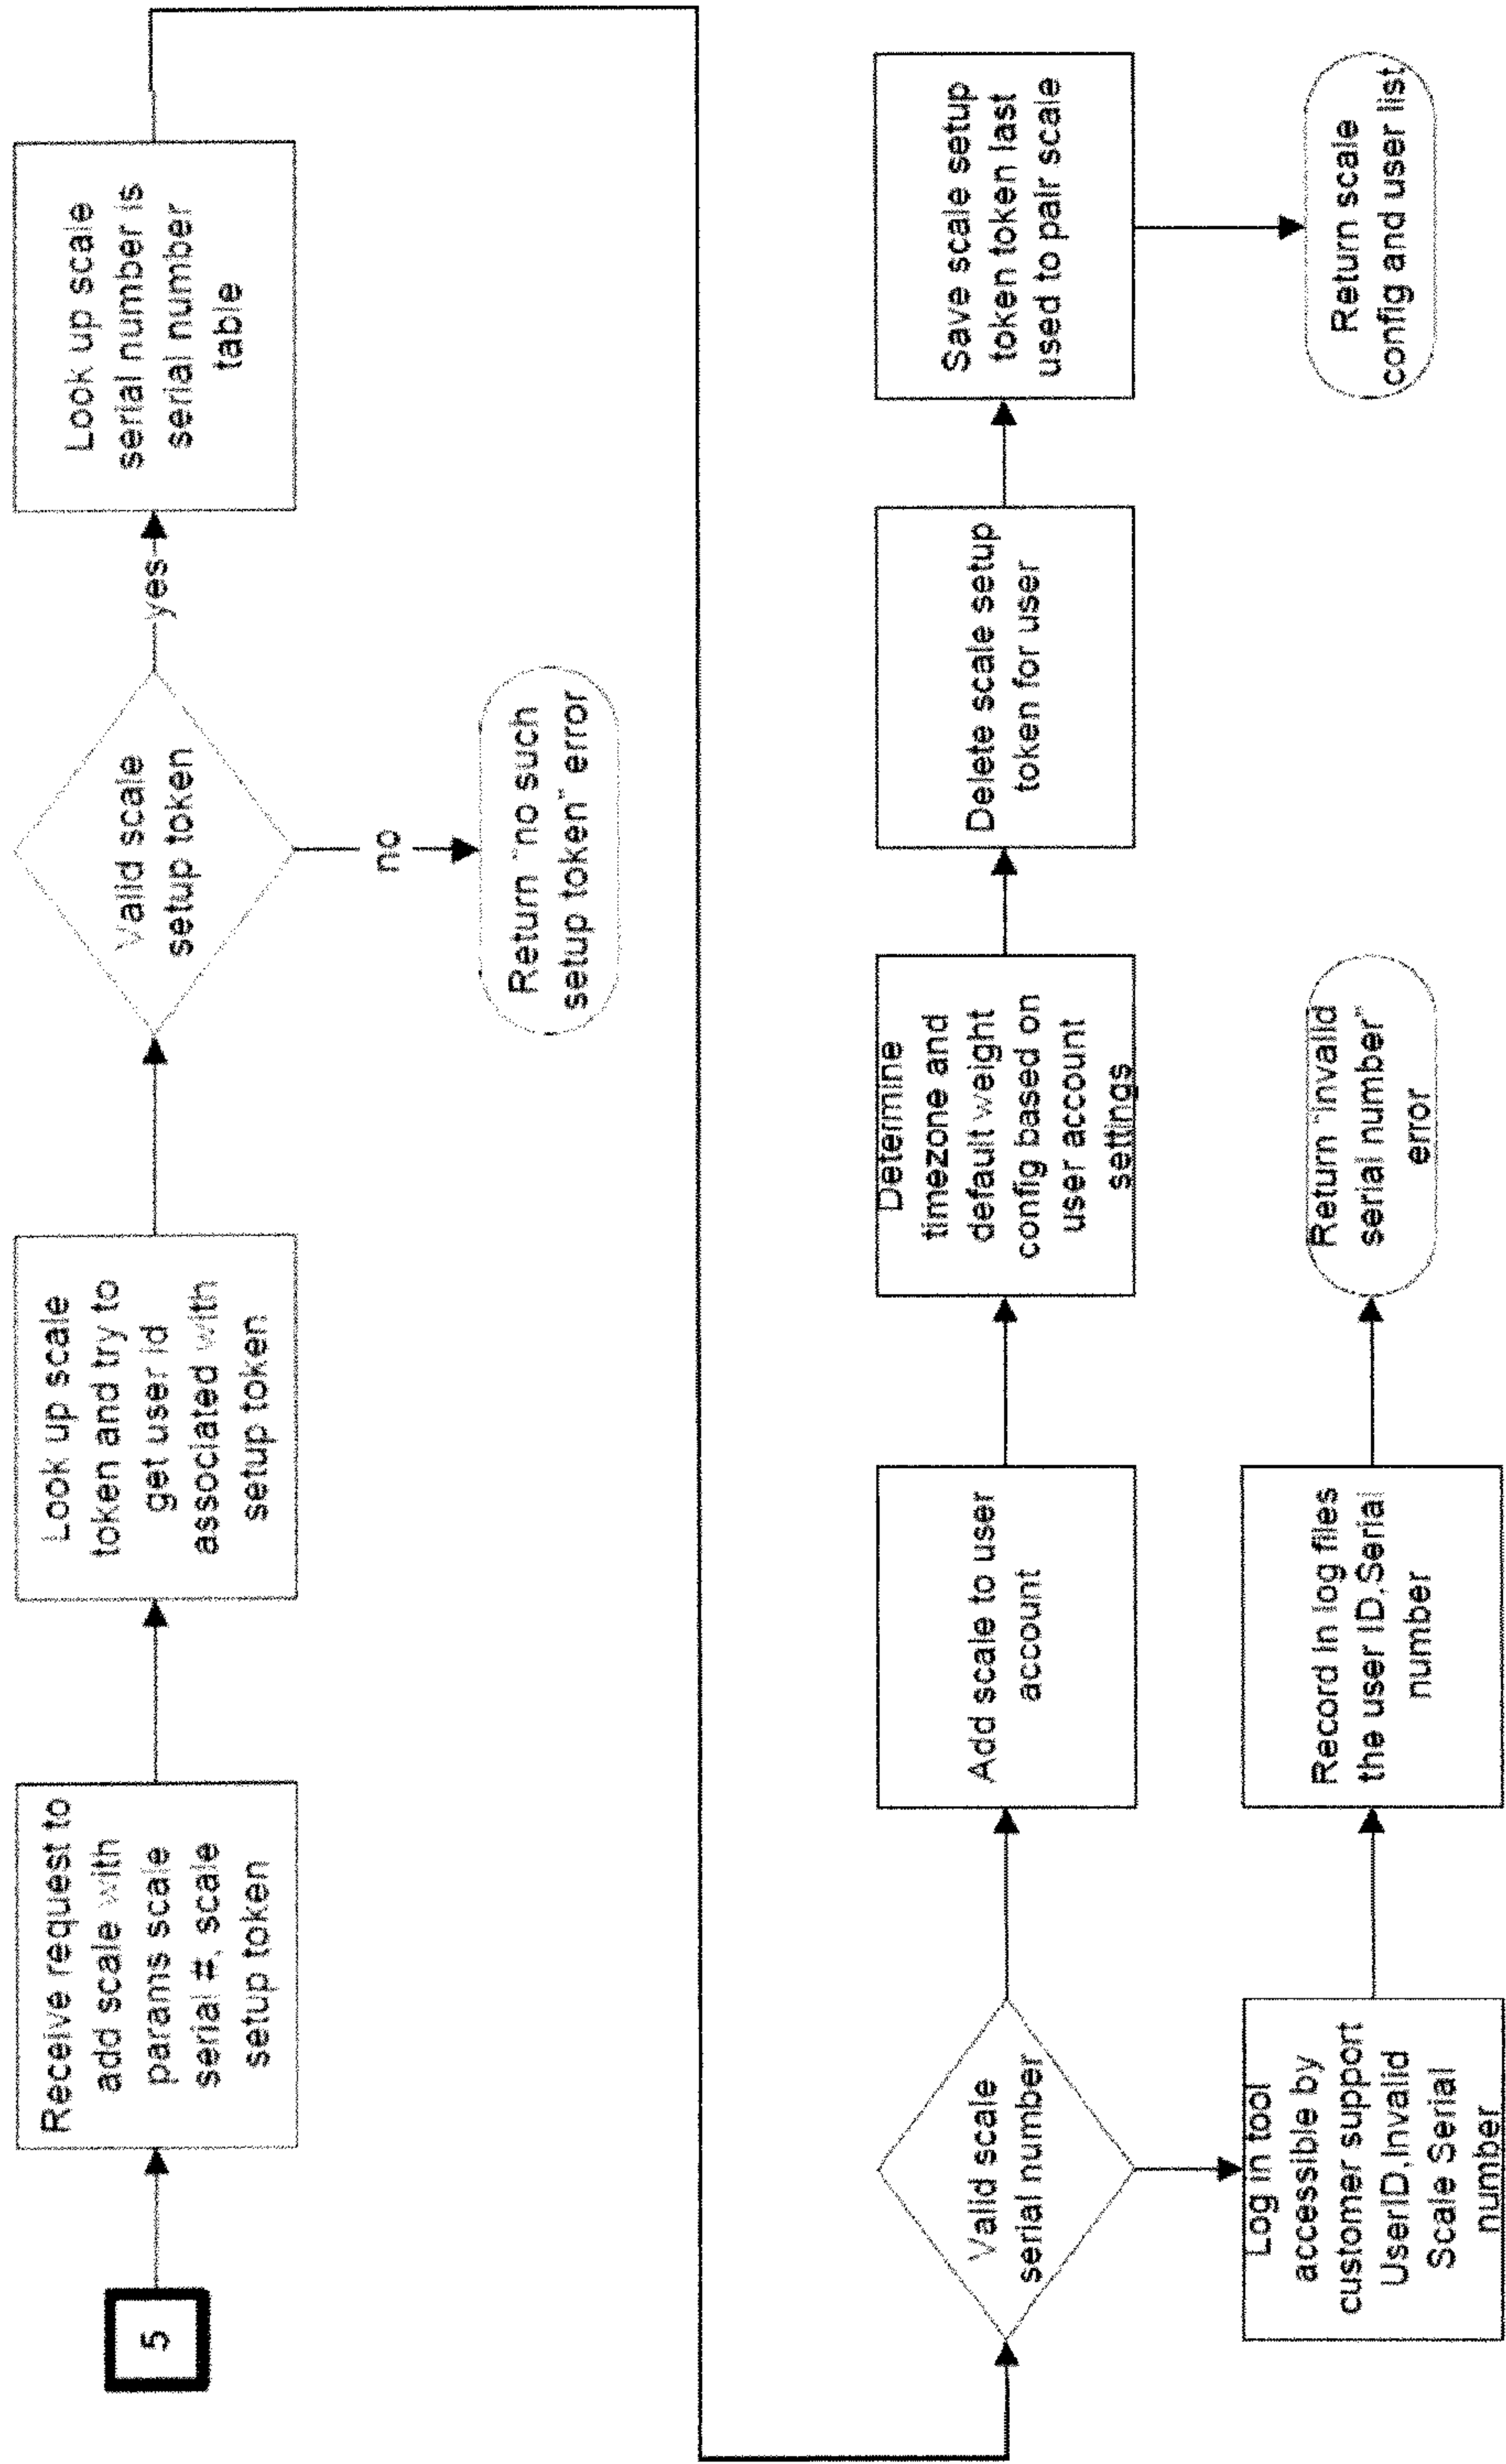 5
Receive request to
add scale with
params scale
serial #, scale
setup token
Look up scale
token and try to
get user id
associated with
setup token
Valid scale
setup token
yes
Look up scale
serial number is
serial number
table
no
Return "no such
setup token" error
Valid scale
serial number
Add scale to user
account
Determine
timezone and
default weight
config based on
user account
settings
Delete scale setup
token for user
Save scale setup
token token last
used to pair scale
Return scale
config and user list
Log in tool
accessible by
customer support
UserID,Invalid
Scale Serial
number
Record in log files
the user ID,Serial
number
Return "invalid
serial number"
error